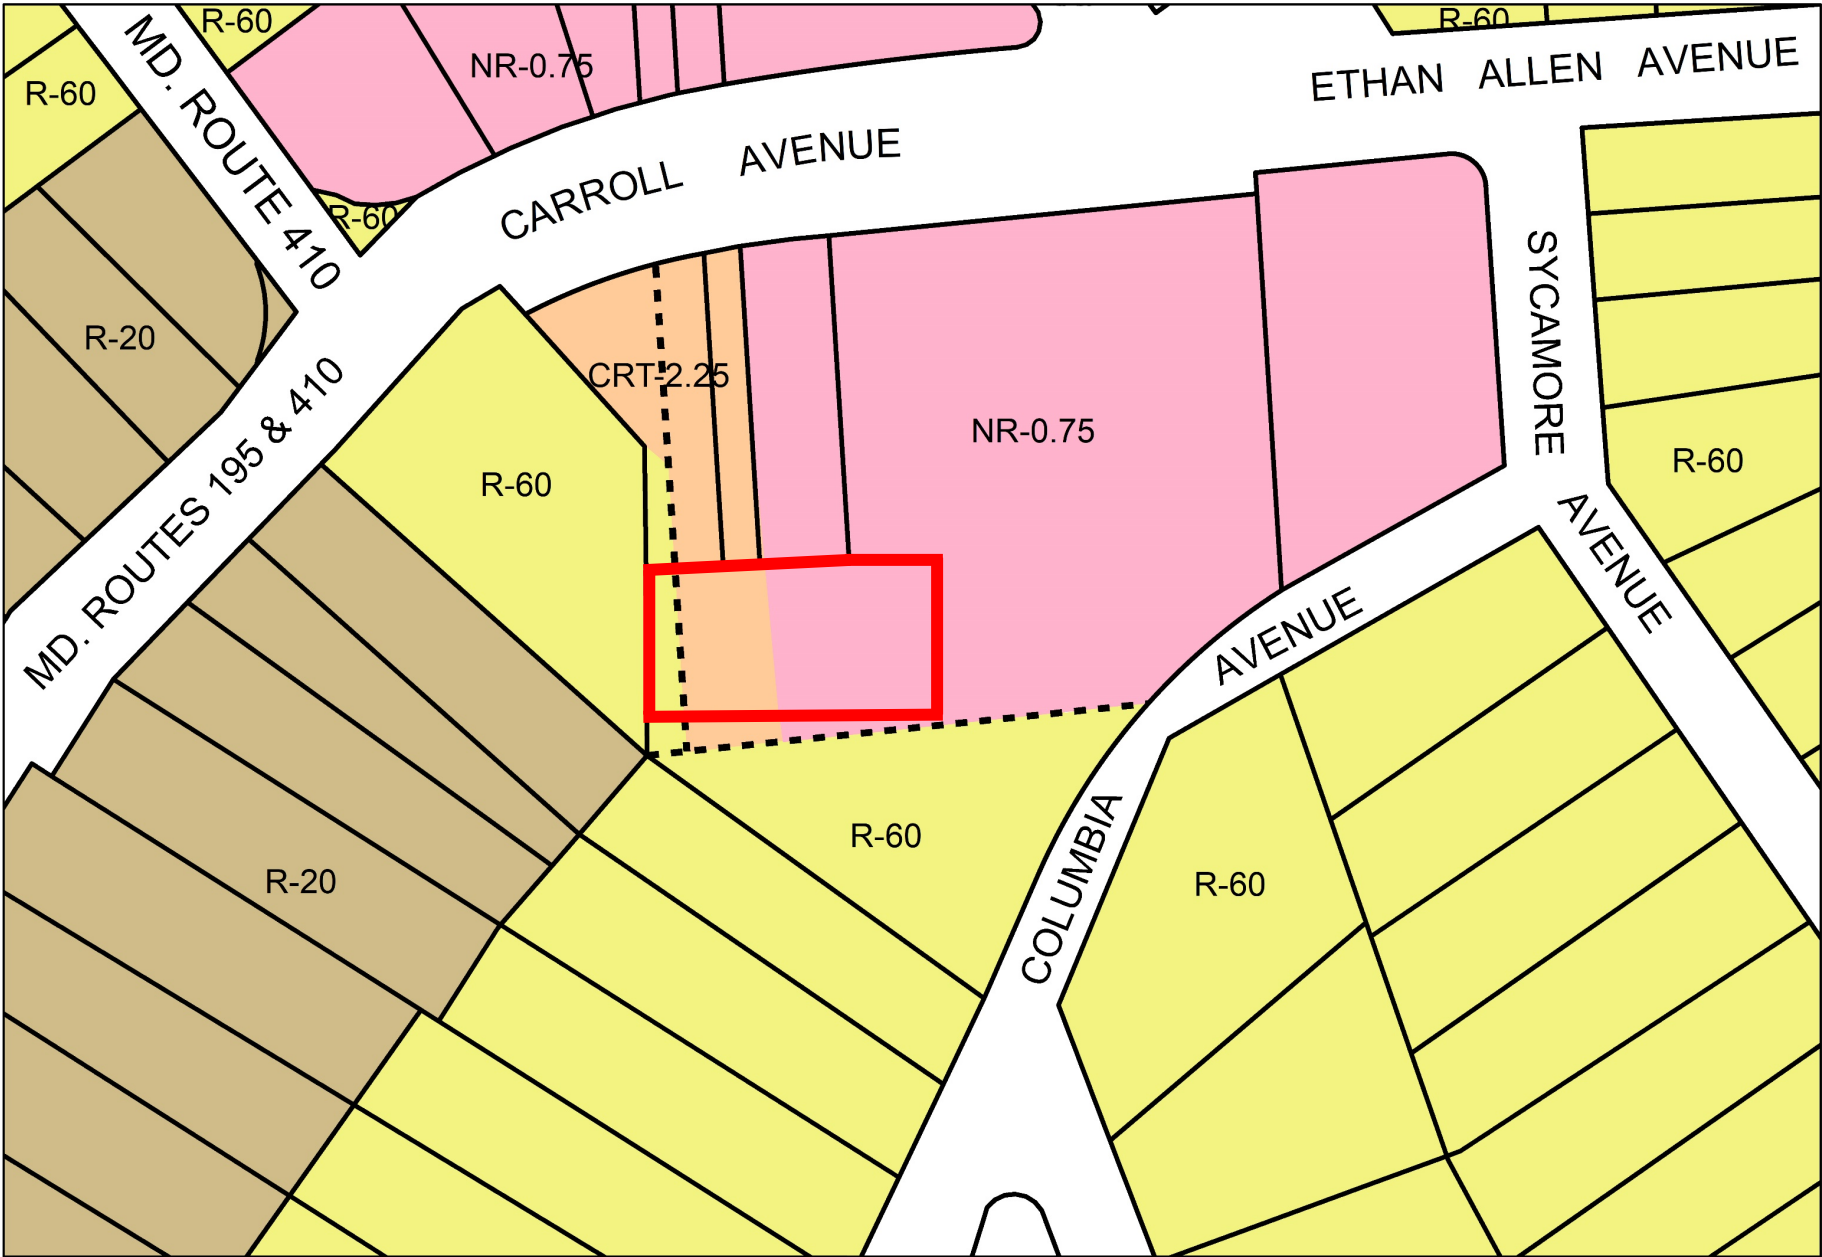 R-60
NR-0.75
R-60
ETHAN ALLEN AVENUE
R-60
MD. ROUTE 410
CARROLL AVENUE
R-60
R-20
CRT-2.25
NR-0.75
SYCAMORE AVENUE
R-60
R-60
MD. ROUTES 195 & 410
COLUMBIA AVENUE
R-60
R-20
R-60